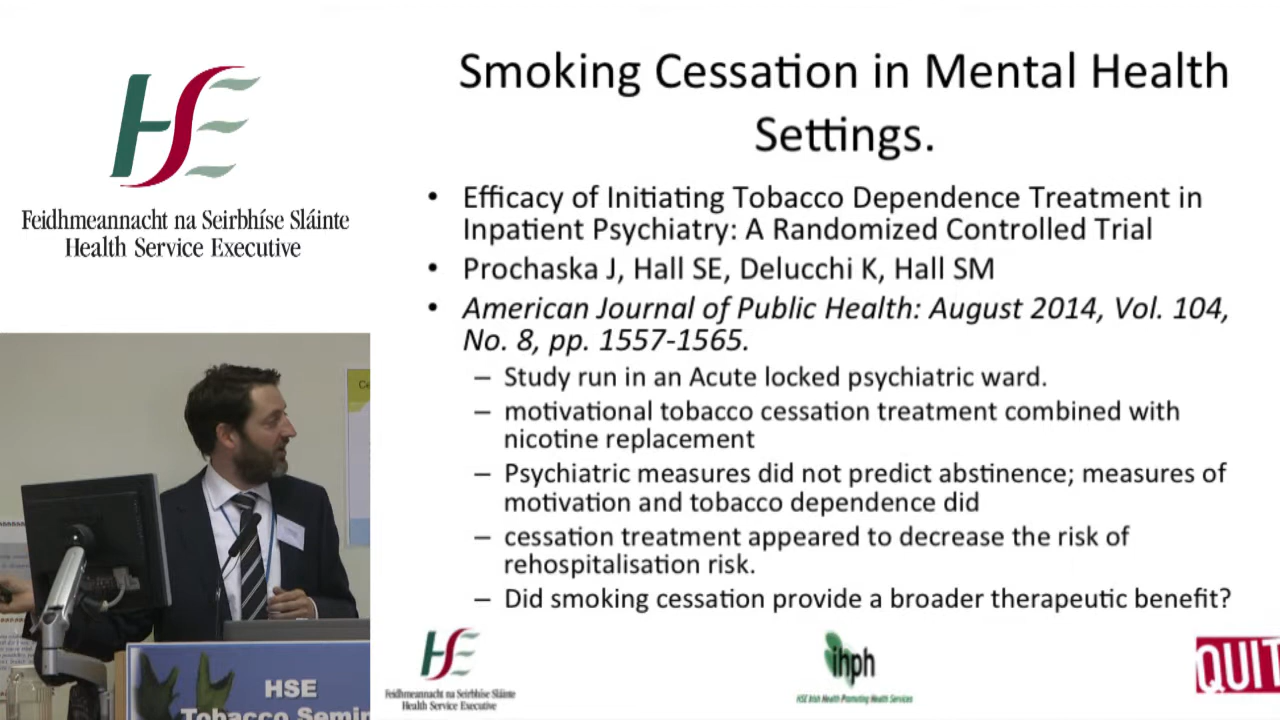 HSE
Feidhmeannacht na Seirbhíse Sláinte
Health Service Executive
Smoking Cessation in Mental Health
Settings.
• Efficacy of Initiating Tobacco Dependence Treatment in
Inpatient Psychiatry: A Randomized Controlled Trial
• Prochaska J, Hall SE, Delucchi K, Hall SM
• American Journal of Public Health: August 2014, Vol. 104,
No. 8, pp. 1557-1565.
– Study run in an Acute locked psychiatric ward.
– motivational tobacco cessation treatment combined with
nicotine replacement
– Psychiatric measures did not predict abstinence; measures of
motivation and tobacco dependence did
– cessation treatment appeared to decrease the risk of
rehospitalisation risk.
– Did smoking cessation provide a broader therapeutic benefit?
HSE
Feidhmeannacht na Seirbhíse Sláinte
Health Service Executive
ihph
HSE Irish Health Promoting Health Services
QUIT
HSE
Tobacco Semin